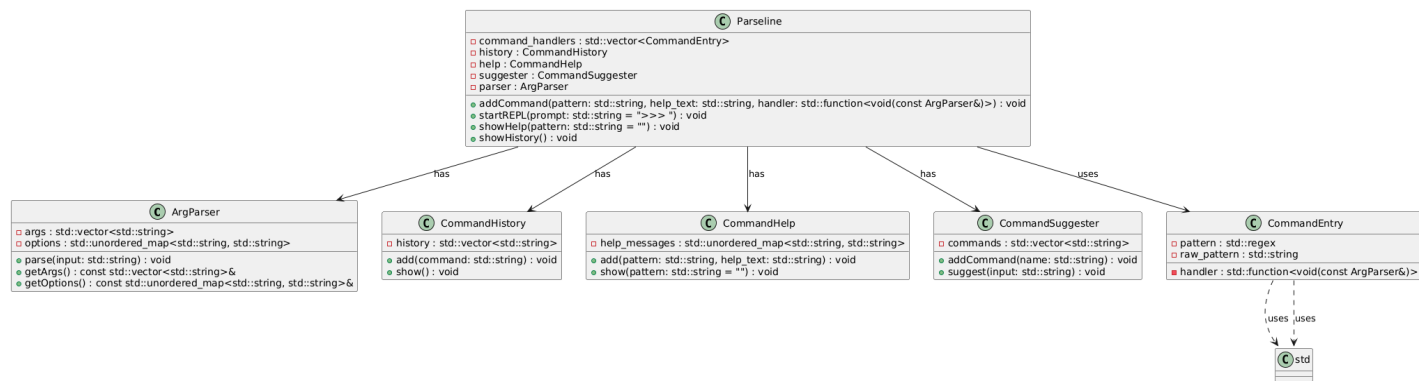 C Parseline
command_handlers : std::vector<CommandEntry>
history : CommandHistory
help : CommandHelp
suggester : CommandSuggester
parser : ArgParser
addCommand(pattern: std::string, help_text: std::string, handler: std::function<void(const ArgParser&)>) : void
startREPL(prompt: std::string = ">>> ") : void
showHelp(pattern: std::string = "") : void
showHistory() : void
has
has
has
has
uses
C ArgParser
args : std::vector<std::string>
options : std::unordered_map<std::string, std::string>
parse(input: std::string) : void
getArgs() : const std::vector<std::string>&
getOptions() : const std::unordered_map<std::string, std::string>&
C CommandHistory
history : std::vector<std::string>
add(command: std::string) : void
show() : void
C CommandHelp
help_messages : std::unordered_map<std::string, std::string>
add(pattern: std::string, help_text: std::string) : void
show(pattern: std::string = "") : void
C CommandSuggester
commands : std::vector<std::string>
addCommand(name: std::string) : void
suggest(input: std::string) : void
C CommandEntry
pattern : std::regex
raw_pattern : std::string
handler : std::function<void(const ArgParser&)>
uses
uses
C std